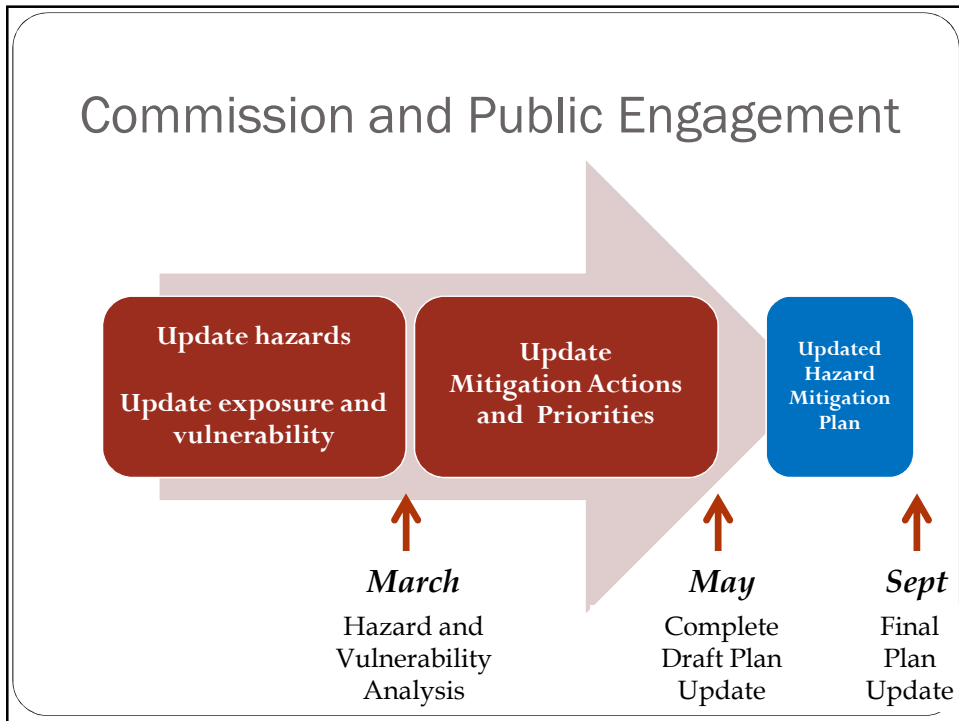 Commission and Public Engagement
Update hazards
Update exposure and
vulnerability
Update
Mitigation Actions
and Priorities
Updated
Hazard
Mitigation
Plan
March
Hazard and
Vulnerability
Analysis
May
Complete
Draft Plan
Update
Sept
Final
Plan
Update